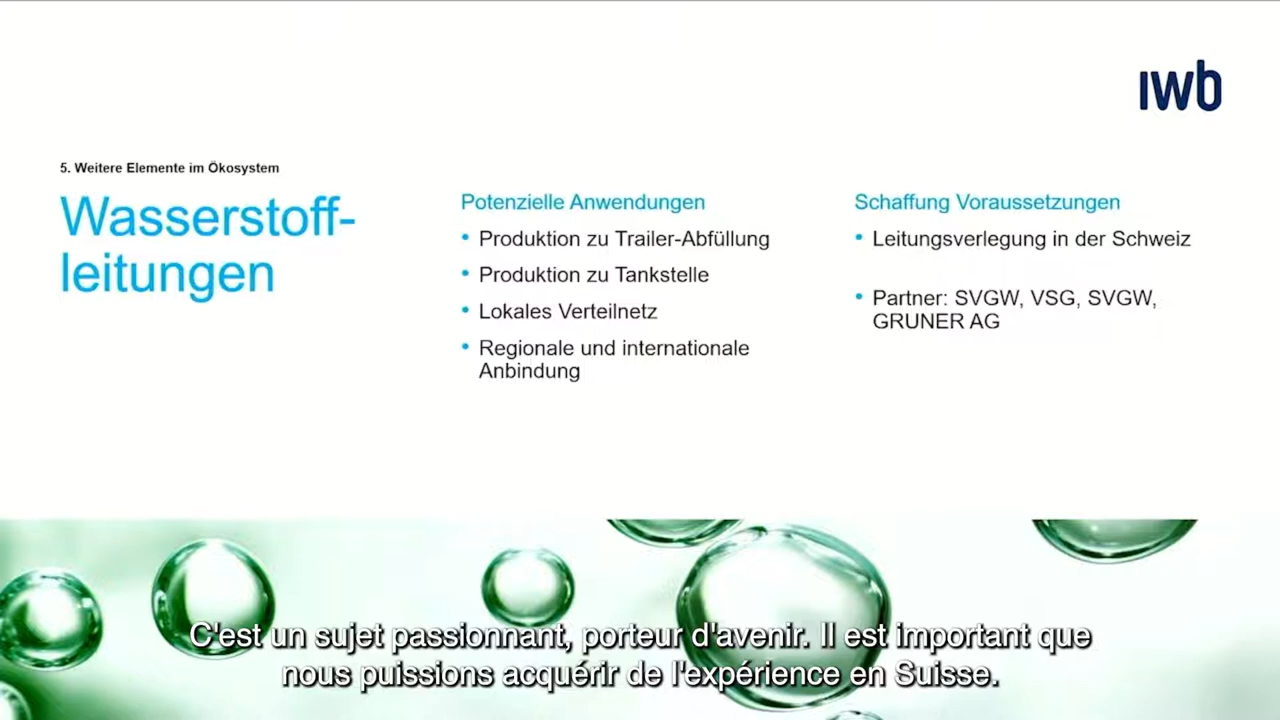 iwb
5. Weitere Elemente im Ökosystem
Wasserstoff-
leitungen
Potenzielle Anwendungen
• Produktion zu Trailer-Abfüllung
• Produktion zu Tankstelle
• Lokales Verteilnetz
• Regionale und internationale
Anbindung
Schaffung Voraussetzungen
• Leitungsverlegung in der Schweiz
• Partner: SVGW, VSG, SVGW,
GRUNER AG
C'est un sujet passionnant, porteur d'avenir. Il est important que
nous puissions acquérir de l'expérience en Suisse.